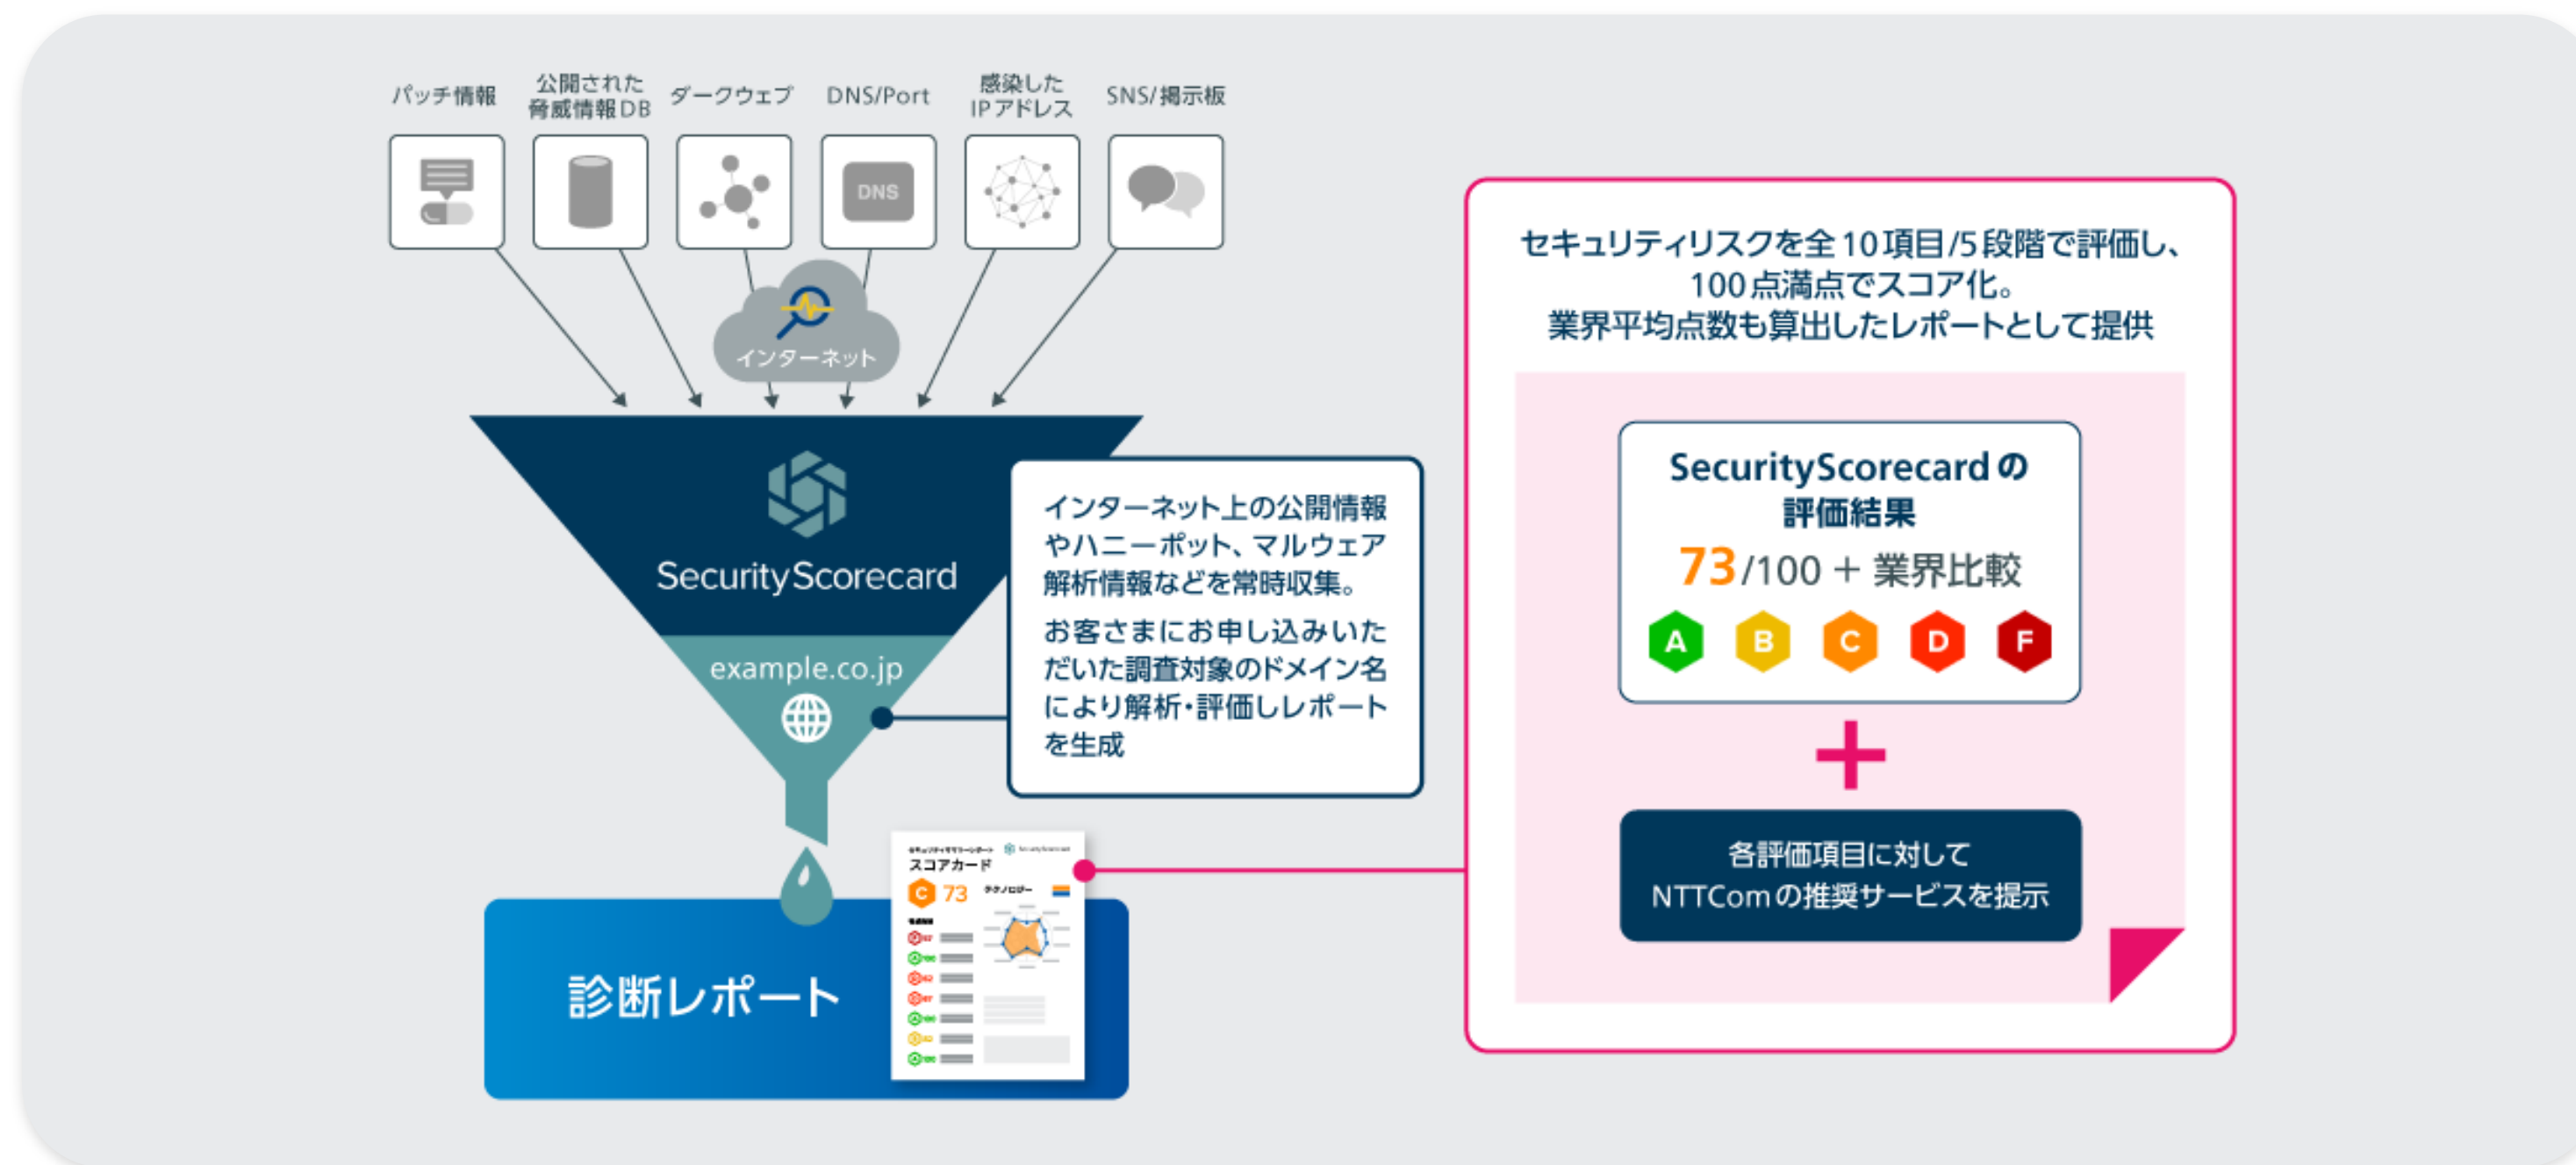 パッチ情報
公開された
脅威情報DB
ダークウェブ
DNS/Port
感染した
IPアドレス
SNS/掲示板
DNS
インターネット
SecurityScorecard
example.co.jp
インターネット上の公開情報
やハニーポット、マルウェア
解析情報などを常時収集。
お客さまにお申し込みいた
だいた調査対象のドメイン名
により解析・評価しレポート
を生成
診断レポート
スコアカード
C 73
テクノロジー
セキュリティリスクを全10項目/5段階で評価し、
100点満点でスコア化。
業界平均点数も算出したレポートとして提供
SecurityScorecardの
評価結果
73/100 + 業界比較
A B C D F
+
各評価項目に対して
NTTComの推奨サービスを提示